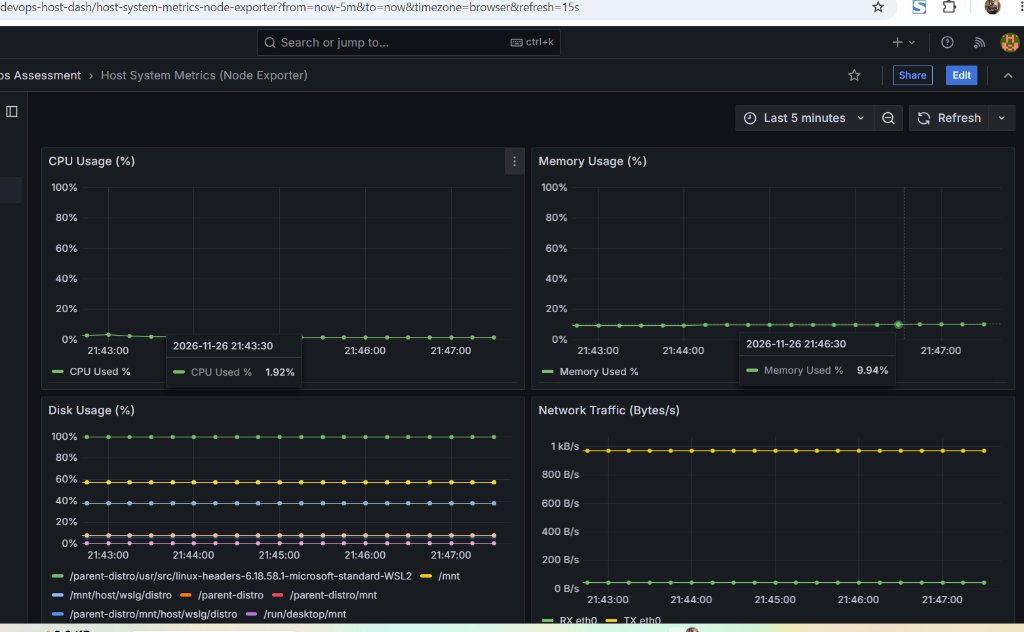 devops-host-dash/host-system-metrics-node-exporter?from=now-5m&to=now&timezone=browser&refresh=15s
Search or jump to... ctrl+k
os Assessment › Host System Metrics (Node Exporter)
Share Edit
Last 5 minutes Refresh
CPU Usage (%)
100%
80%
60%
40%
20%
0%
21:43:00 21:46:00 21:47:00
2026-11-26 21:43:30
CPU Used % 1.92%
CPU Used %
Memory Usage (%)
100%
80%
60%
40%
20%
0%
21:43:00 21:44:00 21:47:00
2026-11-26 21:46:30
Memory Used % 9.94%
Memory Used %
Disk Usage (%)
100%
80%
60%
40%
20%
0%
21:43:00 21:44:00 21:45:00 21:46:00 21:47:00
/parent-distro/usr/src/linux-headers-6.18.58.1-microsoft-standard-WSL2 /mnt
/mnt/host/wslg/distro /parent-distro /parent-distro/mnt
/parent-distro/mnt/host/wslg/distro /run/desktop/mnt
Network Traffic (Bytes/s)
1 kB/s
800 B/s
600 B/s
400 B/s
200 B/s
0 B/s
21:43:00 21:44:00 21:45:00 21:46:00 21:47:00
RX eth0 TX eth0